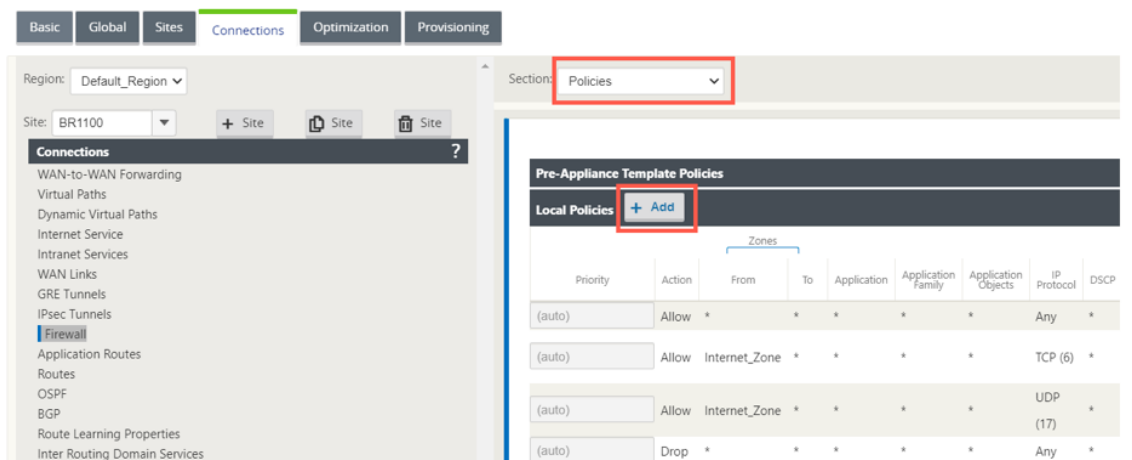 Basic Global Sites Connections Optimization Provisioning
Region: Default_Region
Section: Policies
Site: BR1100 + Site Site Site
Connections ?
WAN-to-WAN Forwarding
Virtual Paths
Dynamic Virtual Paths
Internet Service
Intranet Services
WAN Links
GRE Tunnels
IPsec Tunnels
Firewall
Application Routes
Routes
OSPF
BGP
Route Learning Properties
Inter Routing Domain Services
Pre-Appliance Template Policies
Local Policies + Add
Zones
Priority Action From To Application Application Family Application Objects IP Protocol DSCP
(auto) Allow * * * * * Any *
(auto) Allow Internet_Zone * * * * TCP (6) *
(auto) Allow Internet_Zone * * * * UDP (17) *
(auto) Drop * * * * * Any *